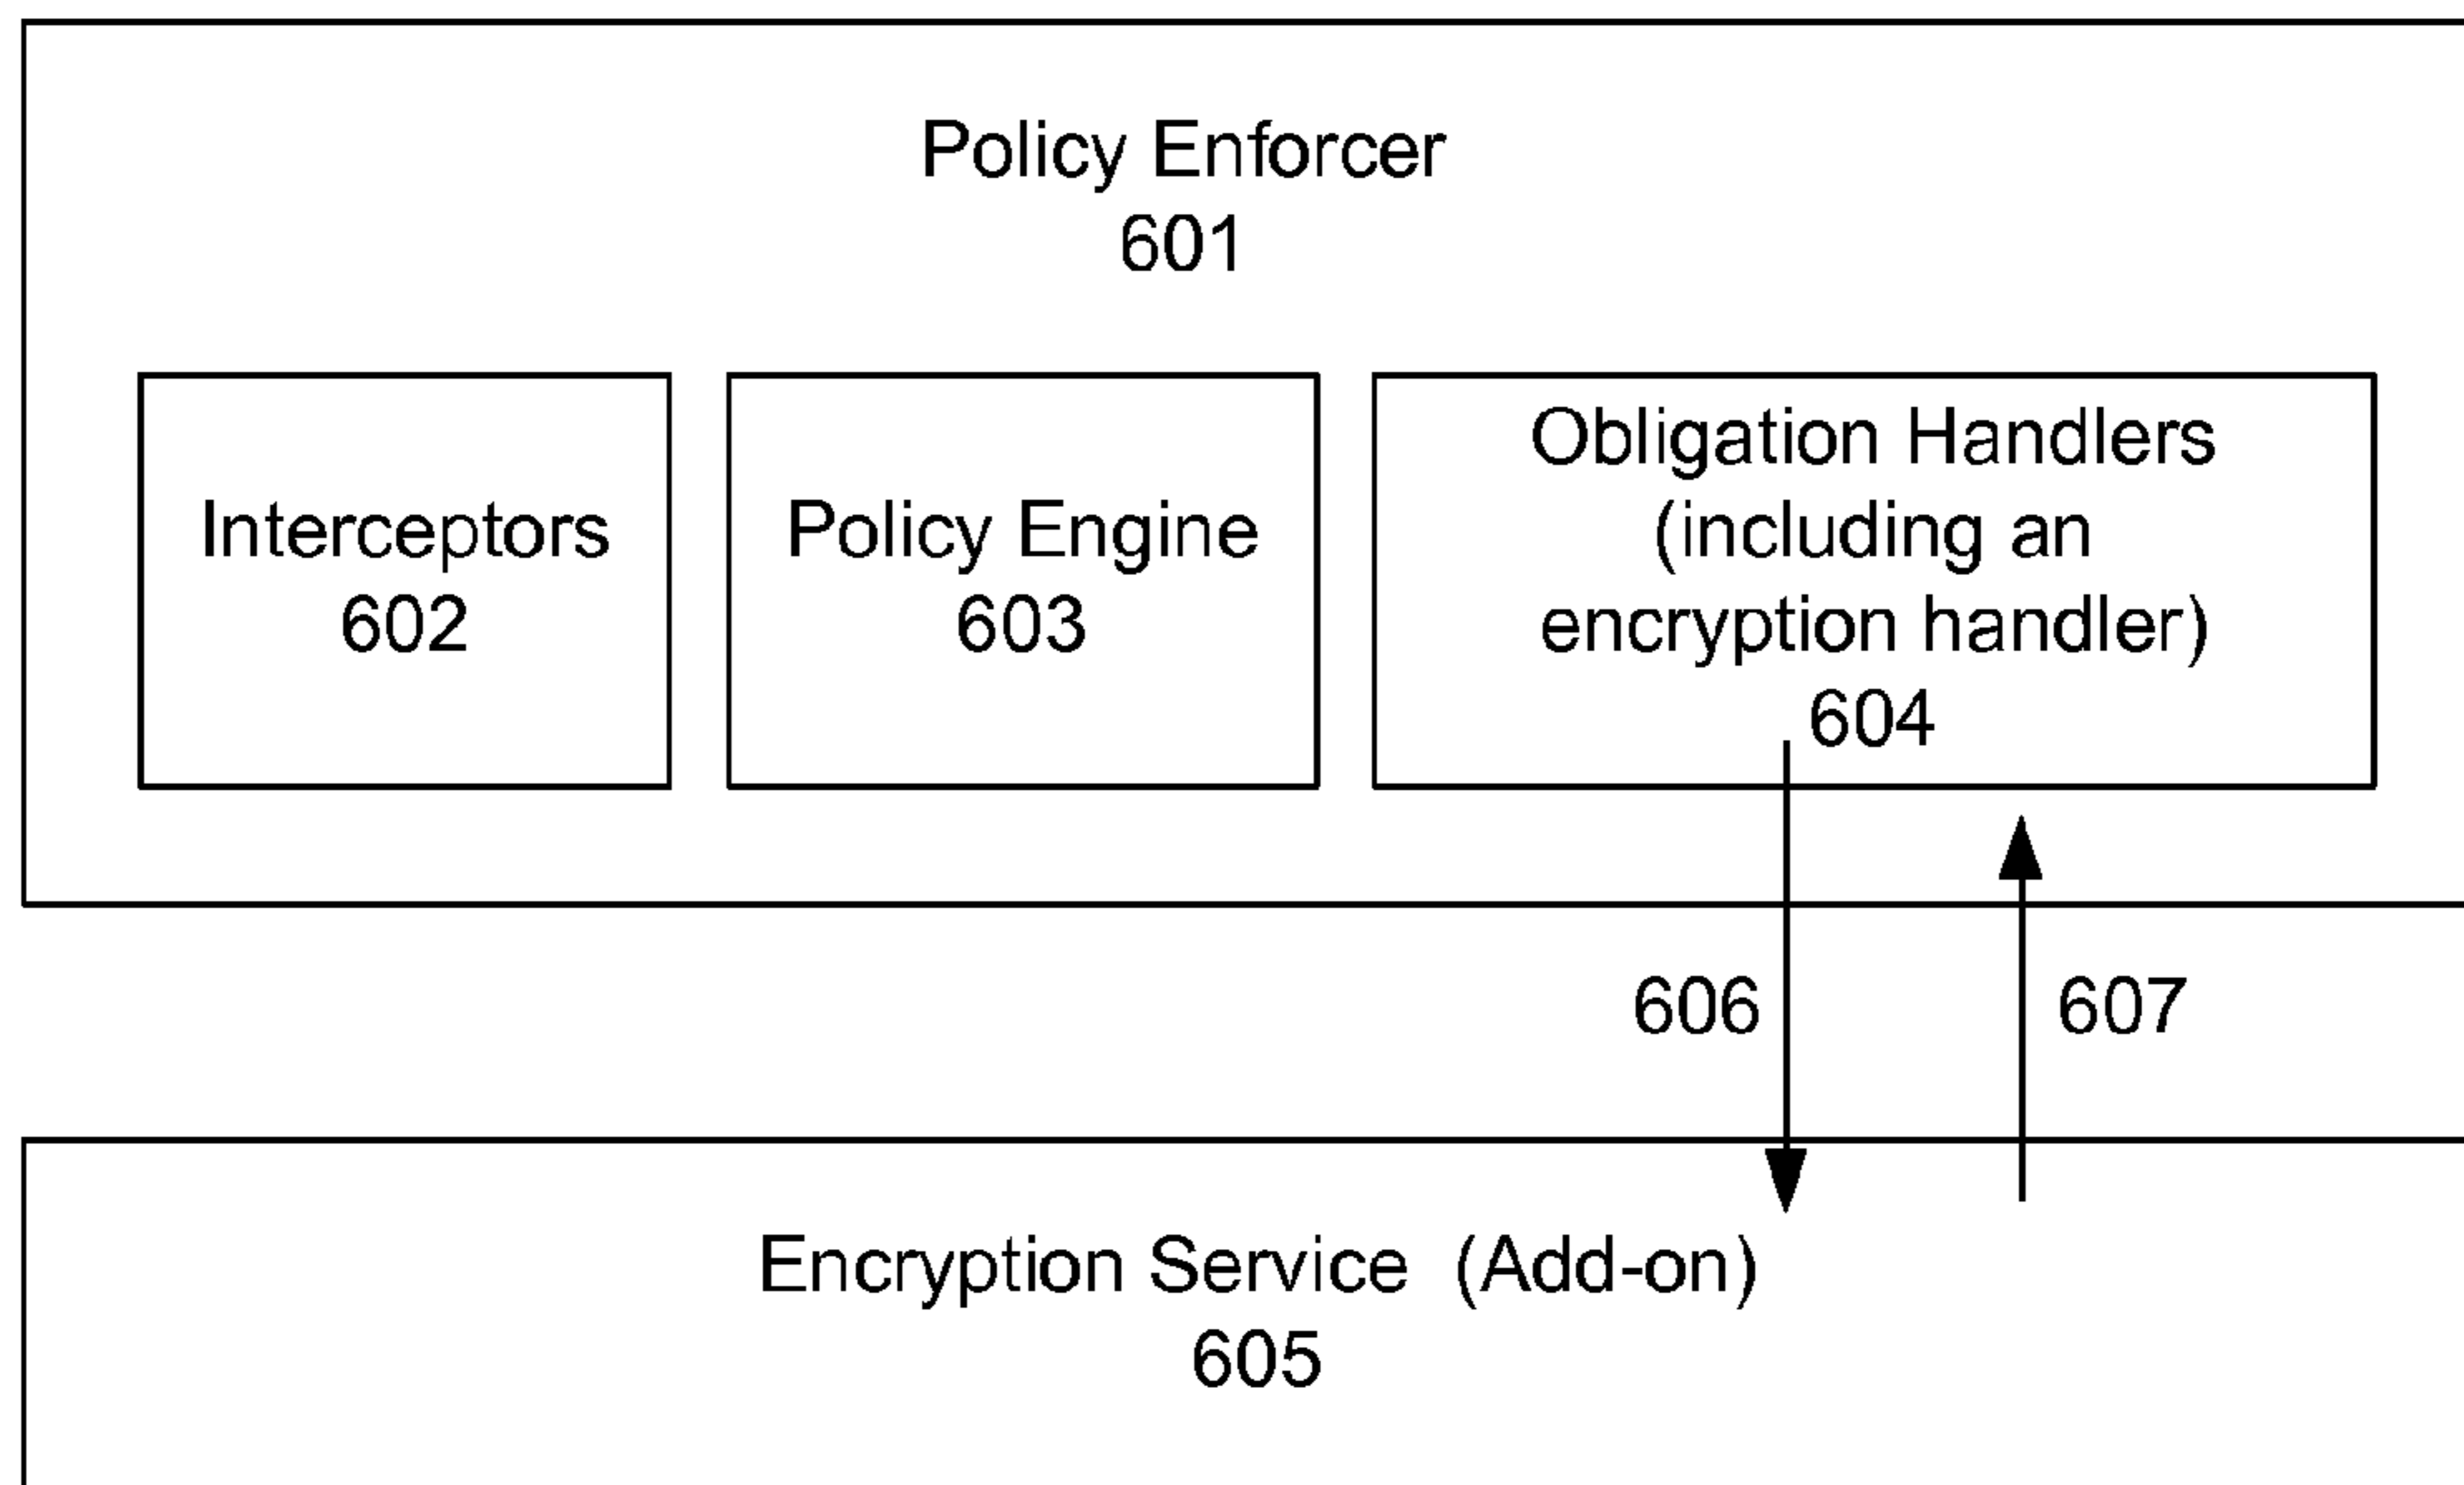 Policy Enforcer
601
Interceptors
602
Policy Engine
603
Obligation Handlers
(including an
encryption handler)
604
606
607
Encryption Service (Add-on)
605